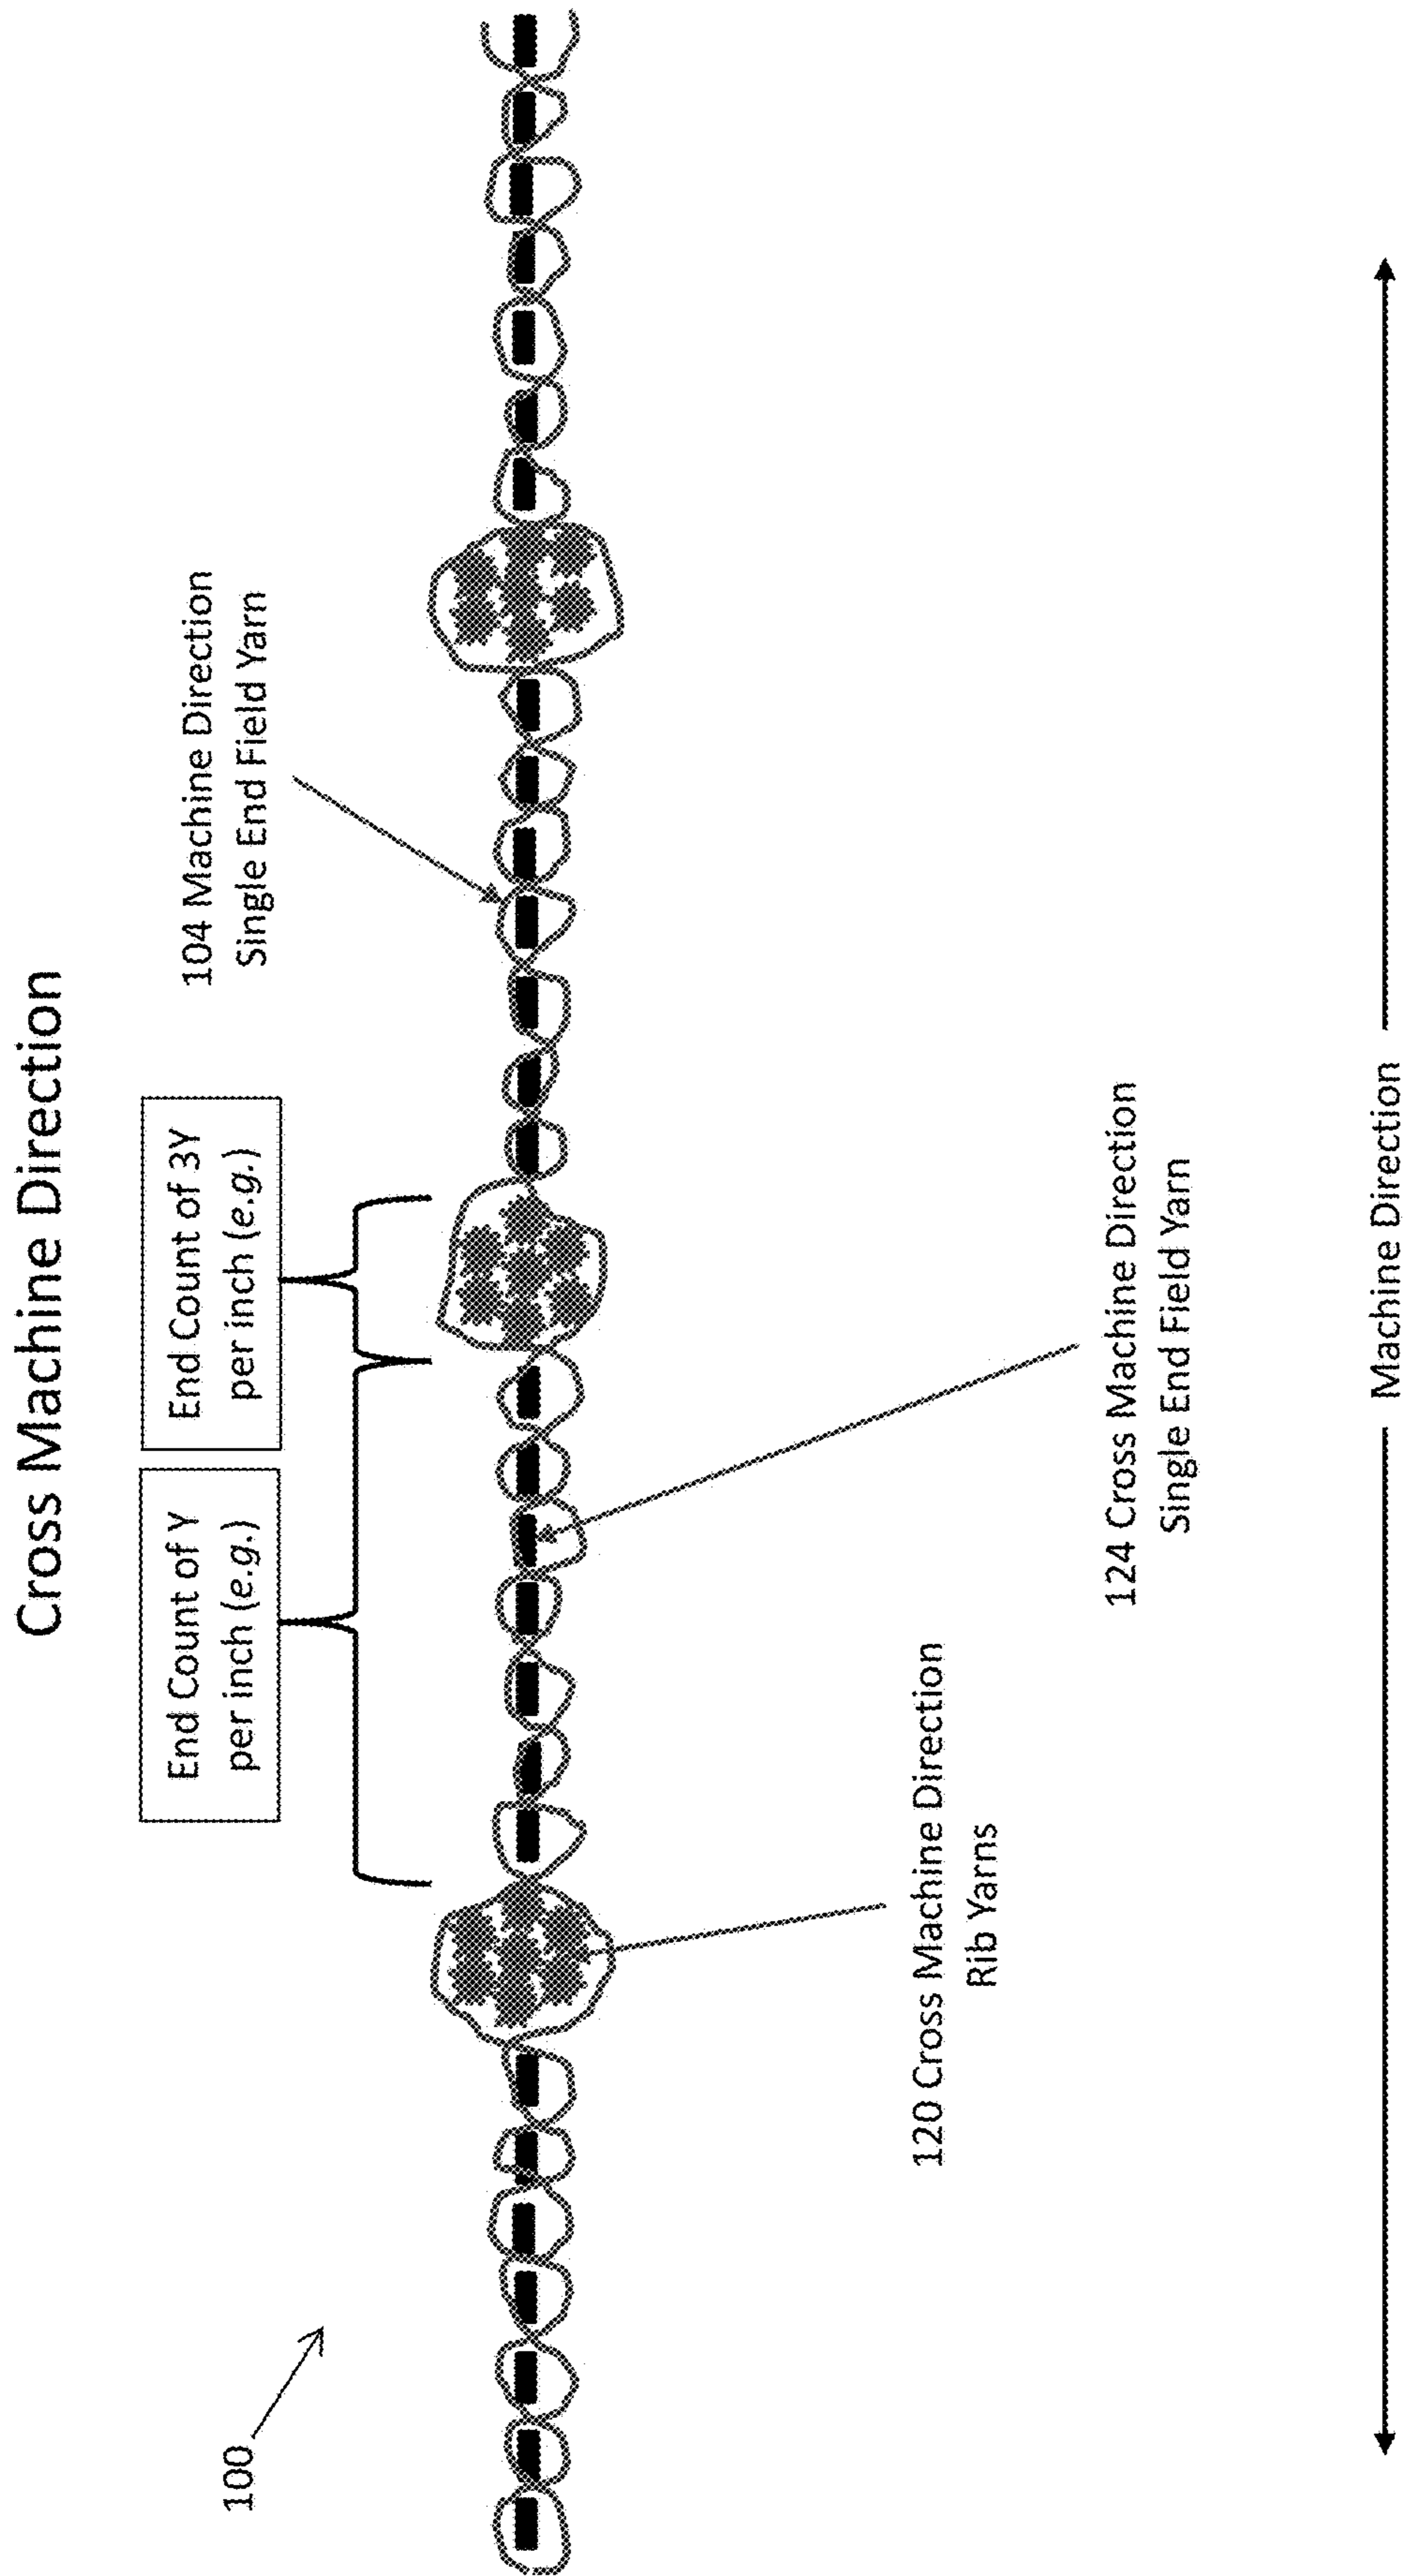 Cross Machine Direction
100
End Count of Y
per inch (e.g.)
End Count of 3Y
per inch (e.g.)
104 Machine Direction
Single End Field Yarn
120 Cross Machine Direction
Rib Yarns
124 Cross Machine Direction
Single End Field Yarn
Machine Direction